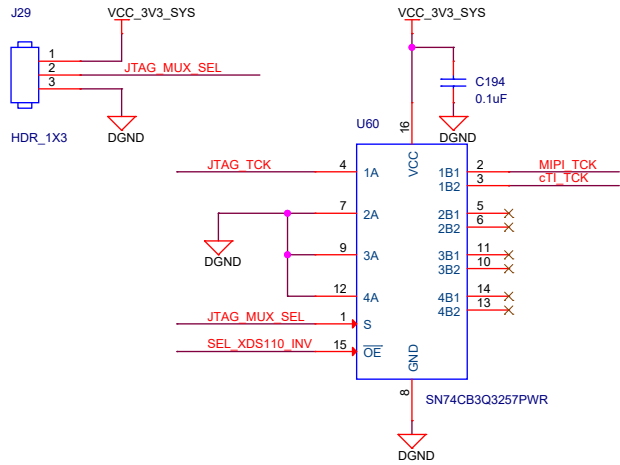 J29
VCC_3V3_SYS
1
2
3
JTAG_MUX_SEL
HDR_1X3
DGND
VCC_3V3_SYS
C194
0.1uF
DGND
U60
16
VCC
JTAG_TCK
4
1A
1B1
2
MIPI_TCK
1B2
3
cTI_TCK
7
2A
2B1
5
2B2
6
DGND
9
3A
3B1
11
3B2
10
12
4A
4B1
14
4B2
13
JTAG_MUX_SEL
1
S
SEL_XDS110_INV
15
OE
GND
8
SN74CB3Q3257PWR
DGND